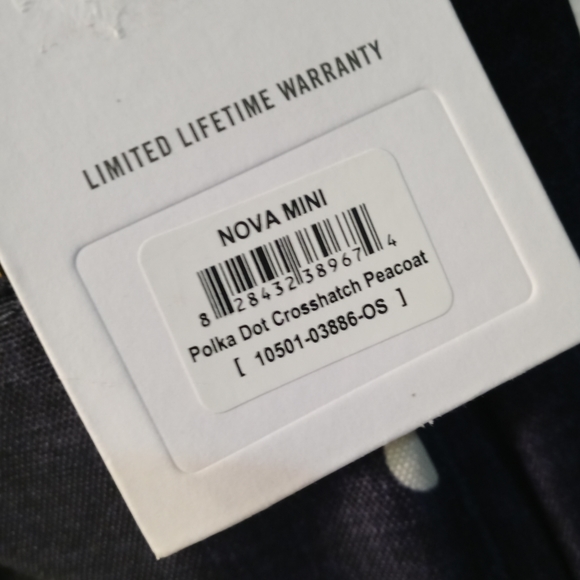 LIMITED LIFETIME WARRANTY
NOVA MINI
8 28432 38967 4
Polka Dot Crosshatch Peacoat
[ 10501-03886-OS ]